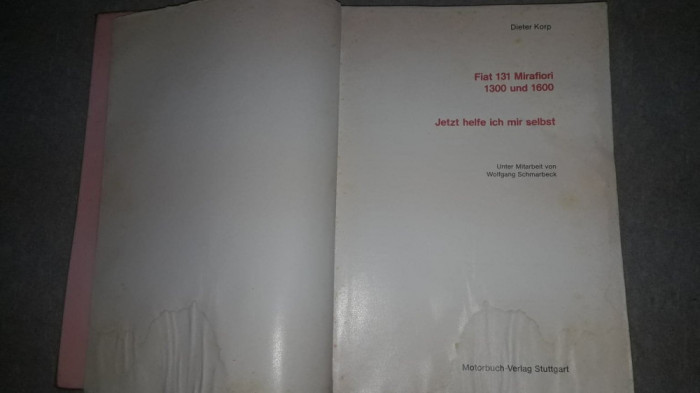 Dieter Korp
Fiat 131 Mirafiori
1300 und 1600
Jetzt helfe ich mir selbst
Unter Mitarbeit von
Wolfgang Schmarbeck
Motorbuch-Verlag Stuttgart